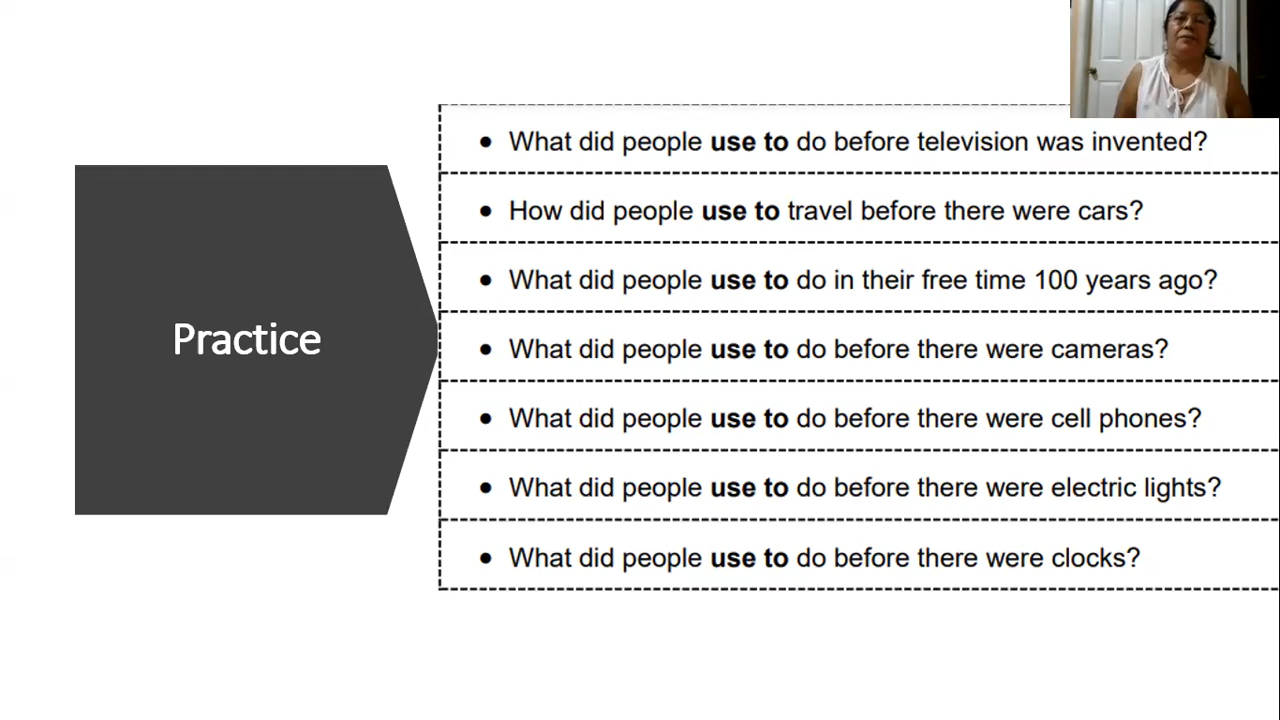 Practice
• What did people use to do before television was invented?
• How did people use to travel before there were cars?
• What did people use to do in their free time 100 years ago?
• What did people use to do before there were cameras?
• What did people use to do before there were cell phones?
• What did people use to do before there were electric lights?
• What did people use to do before there were clocks?